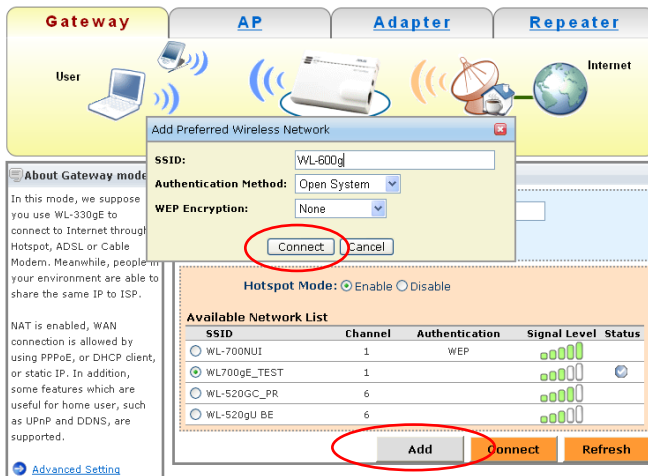 Gateway
AP
Adapter
Repeater
User
Internet
Add Preferred Wireless Network
SSID:
WL-600g
Authentication Method:
Open System
WEP Encryption:
None
Connect
Cancel
About Gateway mode
In this mode, we suppose
you use WL-330gE to
connect to Internet through
Hotspot, ADSL or Cable
Modem. Meanwhile, people in
your environment are able to
share the same IP to ISP.
NAT is enabled, WAN
connection is allowed by
using PPPoE, or DHCP client,
or static IP. In addition,
some features which are
useful for home user, such
as UPnP and DDNS, are
supported.
Advanced Setting
Hotspot Mode: Enable Disable
Available Network List
SSID Channel Authentication Signal Level Status
WL-700NUI 1 WEP
WL700gE_TEST 1
WL-520GC_PR 6
WL-520gU BE 6
Add Connect Refresh